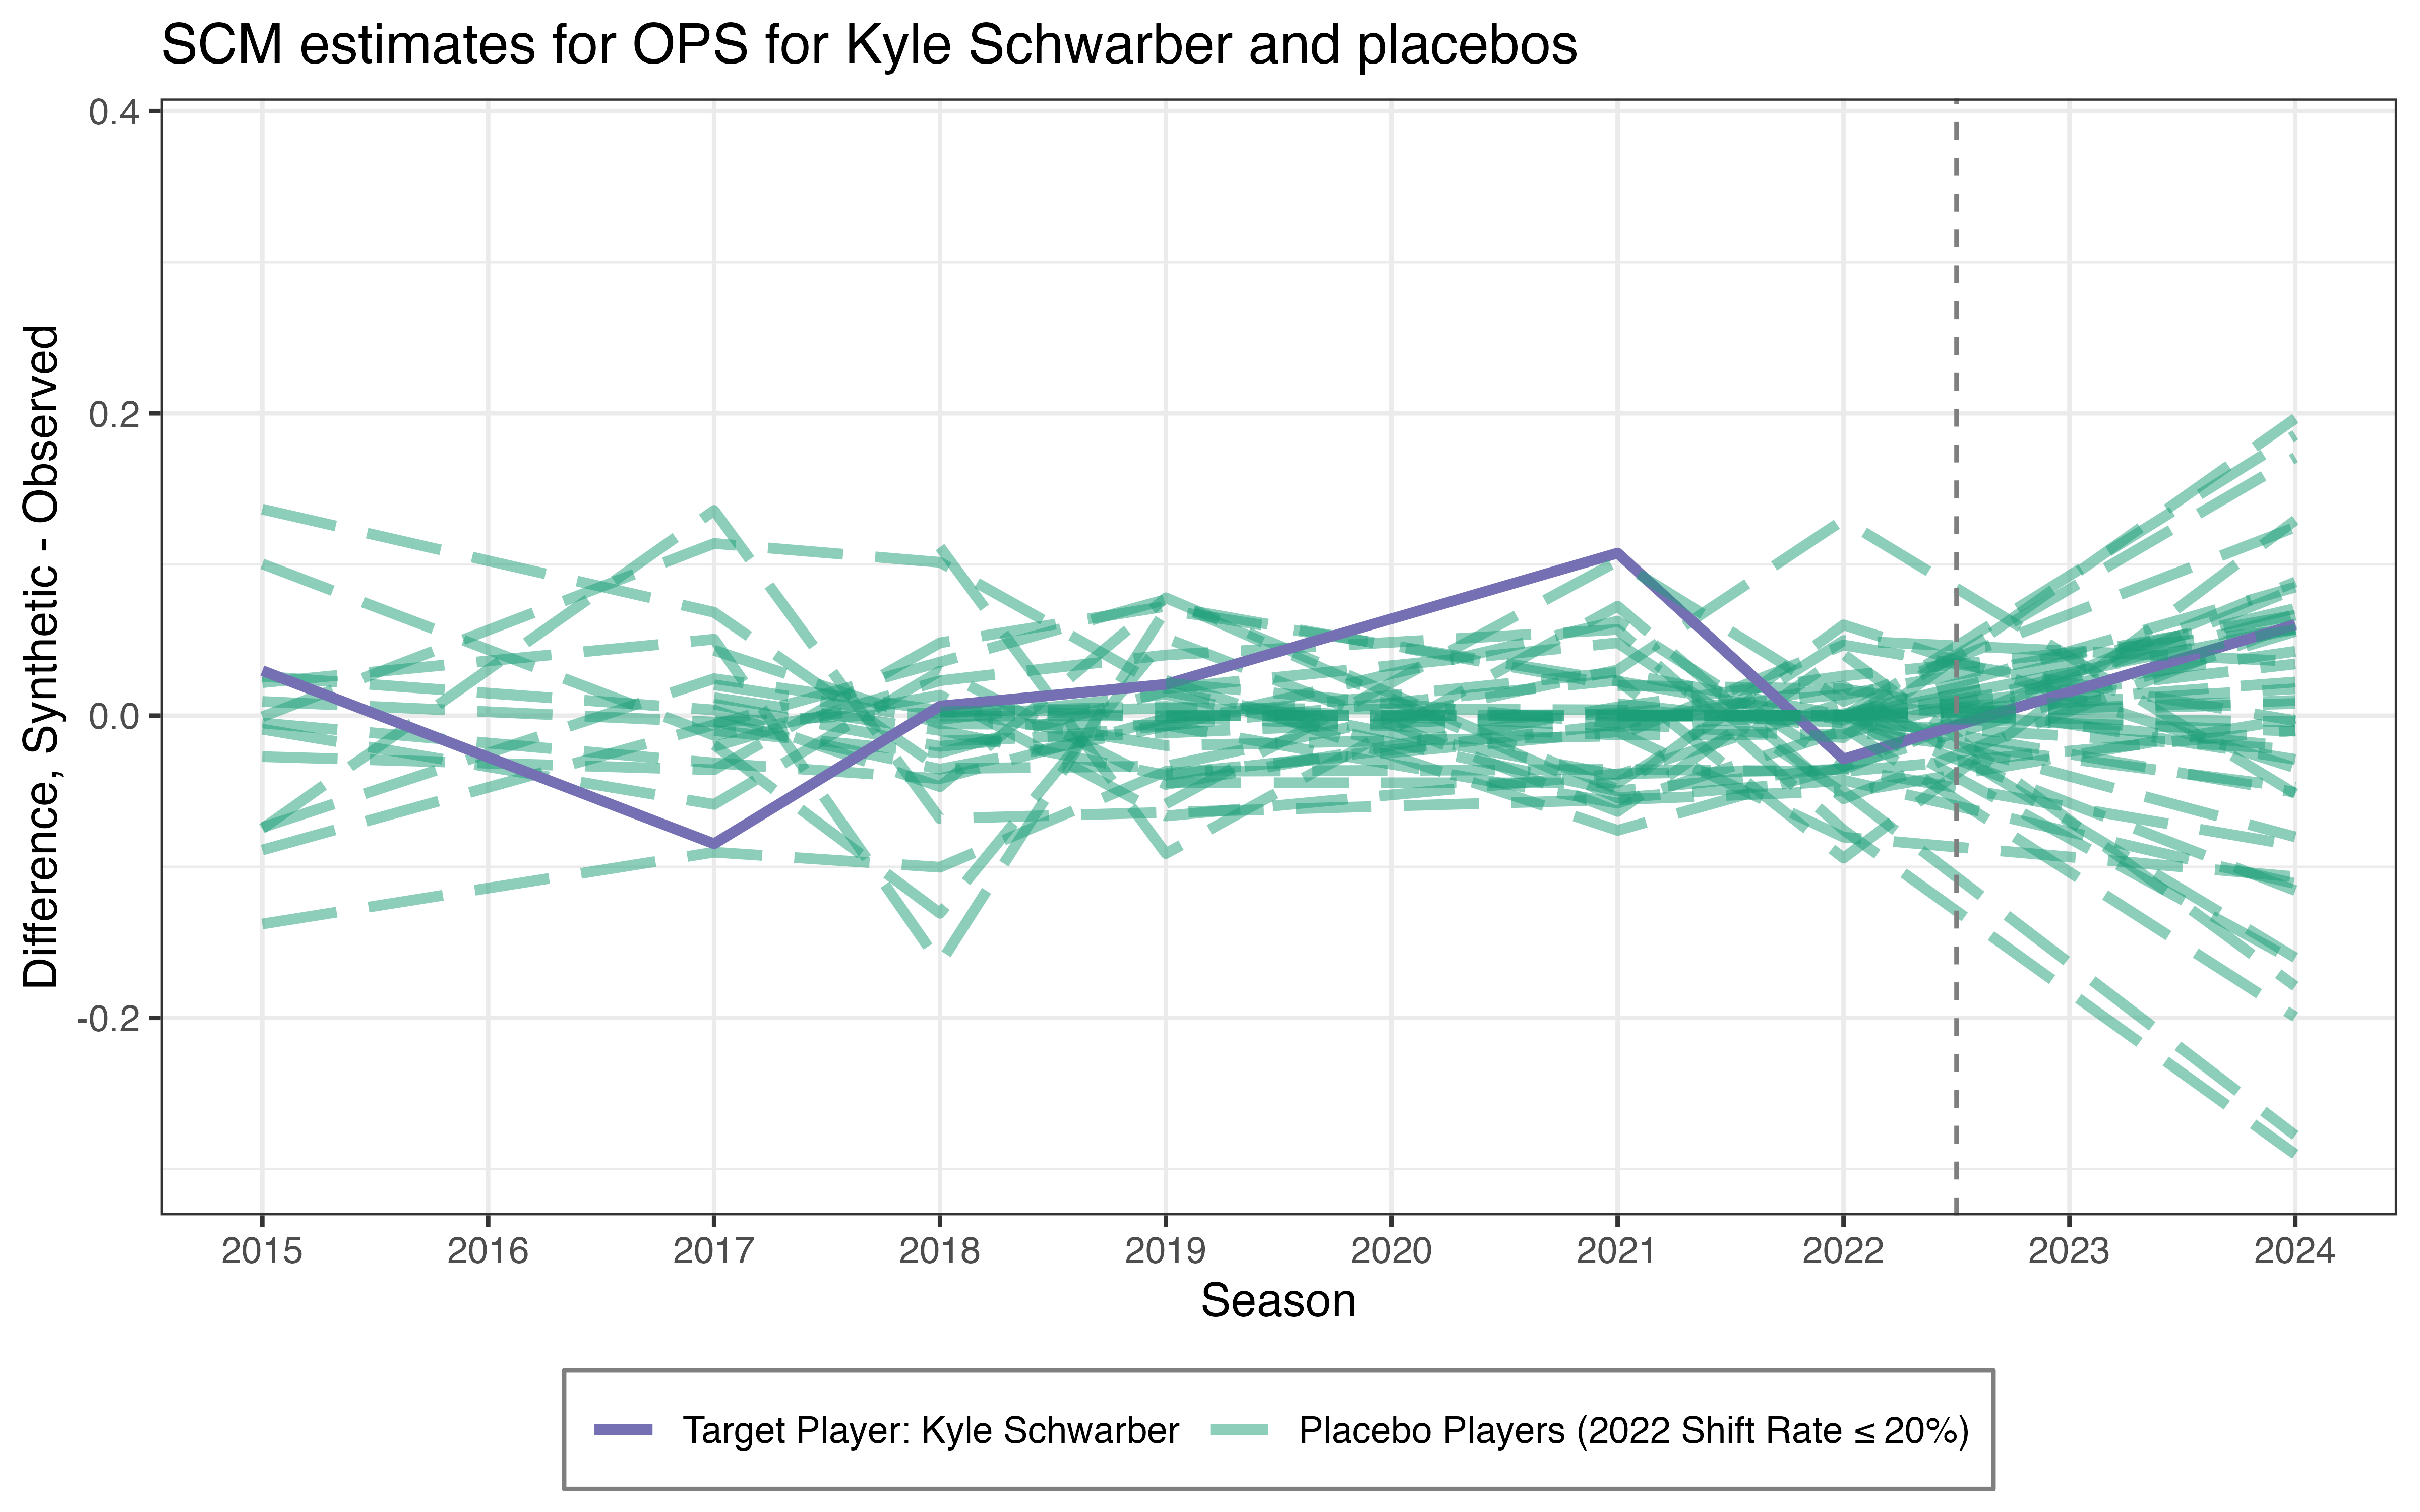 SCM estimates for OPS for Kyle Schwarber and placebos
Difference, Synthetic - Observed
0.4
0.2
0.0
-0.2
2015 2016 2017 2018 2019 2020 2021 2022 2023 2024
Season
Target Player: Kyle Schwarber Placebo Players (2022 Shift Rate ≤ 20%)